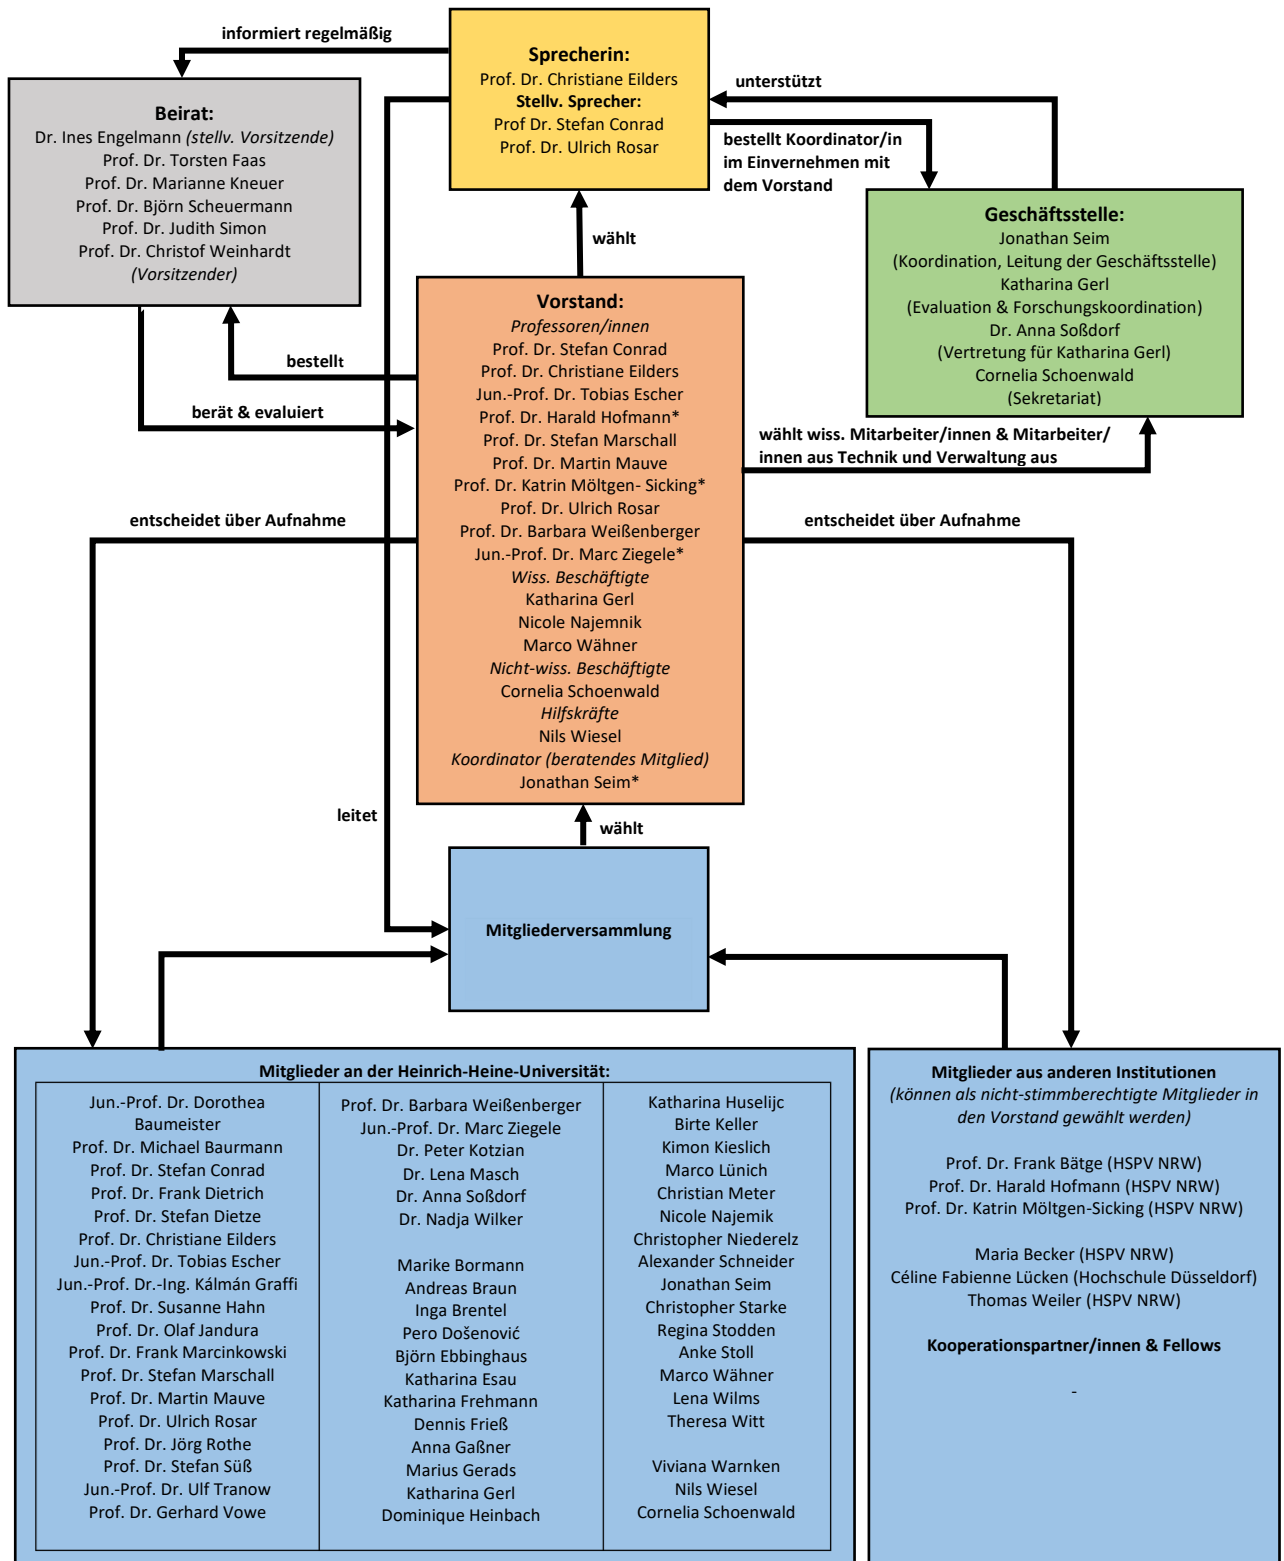 informiert regelmäßig
Sprecherin:
Prof. Dr. Christiane Eilders
Stellv. Sprecher:
Prof Dr. Stefan Conrad
Prof. Dr. Ulrich Rosar
unterstützt
bestellt Koordinator/in
im Einvernehmen mit
dem Vorstand
Beirat:
Dr. Ines Engelmann (stellv. Vorsitzende)
Prof. Dr. Torsten Faas
Prof. Dr. Marianne Kneuer
Prof. Dr. Björn Scheuermann
Prof. Dr. Judith Simon
Prof. Dr. Christof Weinhardt
(Vorsitzender)
Geschäftsstelle:
Jonathan Seim
(Koordination, Leitung der Geschäftsstelle)
Katharina Gerl
(Evaluation & Forschungskoordination)
Dr. Anna Soßdorf
(Vertretung für Katharina Gerl)
Cornelia Schoenwald
(Sekretariat)
wählt
bestellt
berät & evaluiert
Vorstand:
Professoren/innen
Prof. Dr. Stefan Conrad
Prof. Dr. Christiane Eilders
Jun.-Prof. Dr. Tobias Escher
Prof. Dr. Harald Hofmann*
Prof. Dr. Stefan Marschall
Prof. Dr. Martin Mauve
Prof. Dr. Katrin Möltgen- Sicking*
Prof. Dr. Ulrich Rosar
Prof. Dr. Barbara Weißenberger
Jun.-Prof. Dr. Marc Ziegele*
Wiss. Beschäftigte
Katharina Gerl
Nicole Najemnik
Marco Wähner
Nicht-wiss. Beschäftigte
Cornelia Schoenwald
Hilfskräfte
Nils Wiesel
Koordinator (beratendes Mitglied)
Jonathan Seim*
wählt wiss. Mitarbeiter/innen & Mitarbeiter/
innen aus Technik und Verwaltung aus
entscheidet über Aufnahme
entscheidet über Aufnahme
leitet
wählt
Mitgliederversammlung
Mitglieder an der Heinrich-Heine-Universität:
Jun.-Prof. Dr. Dorothea
Baumeister
Prof. Dr. Michael Baurmann
Prof. Dr. Stefan Conrad
Prof. Dr. Frank Dietrich
Prof. Dr. Stefan Dietze
Prof. Dr. Christiane Eilders
Jun.-Prof. Dr. Tobias Escher
Jun.-Prof. Dr.-Ing. Kálmán Graffi
Prof. Dr. Susanne Hahn
Prof. Dr. Olaf Jandura
Prof. Dr. Frank Marcinkowski
Prof. Dr. Stefan Marschall
Prof. Dr. Martin Mauve
Prof. Dr. Ulrich Rosar
Prof. Dr. Jörg Rothe
Prof. Dr. Stefan Süß
Jun.-Prof. Dr. Ulf Tranow
Prof. Dr. Gerhard Vowe
Prof. Dr. Barbara Weißenberger
Jun.-Prof. Dr. Marc Ziegele
Dr. Peter Kotzian
Dr. Lena Masch
Dr. Anna Soßdorf
Dr. Nadja Wilker
Marike Bormann
Andreas Braun
Inga Brentel
Pero Došenović
Björn Ebbinghaus
Katharina Esau
Katharina Frehmann
Dennis Frieß
Anna Gaßner
Marius Gerads
Katharina Gerl
Dominique Heinbach
Katharina Huselijc
Birte Keller
Kimon Kieslich
Marco Lünich
Christian Meter
Nicole Najemik
Christopher Niederelz
Alexander Schneider
Jonathan Seim
Christopher Starke
Regina Stodden
Anke Stoll
Marco Wähner
Lena Wilms
Theresa Witt
Viviana Warnken
Nils Wiesel
Cornelia Schoenwald
Mitglieder aus anderen Institutionen
(können als nicht-stimmberechtigte Mitglieder in
den Vorstand gewählt werden)
Prof. Dr. Frank Bätge (HSPV NRW)
Prof. Dr. Harald Hofmann (HSPV NRW)
Prof. Dr. Katrin Möltgen-Sicking (HSPV NRW)
Maria Becker (HSPV NRW)
Céline Fabienne Lücken (Hochschule Düsseldorf)
Thomas Weiler (HSPV NRW)
Kooperationspartner/innen & Fellows
-